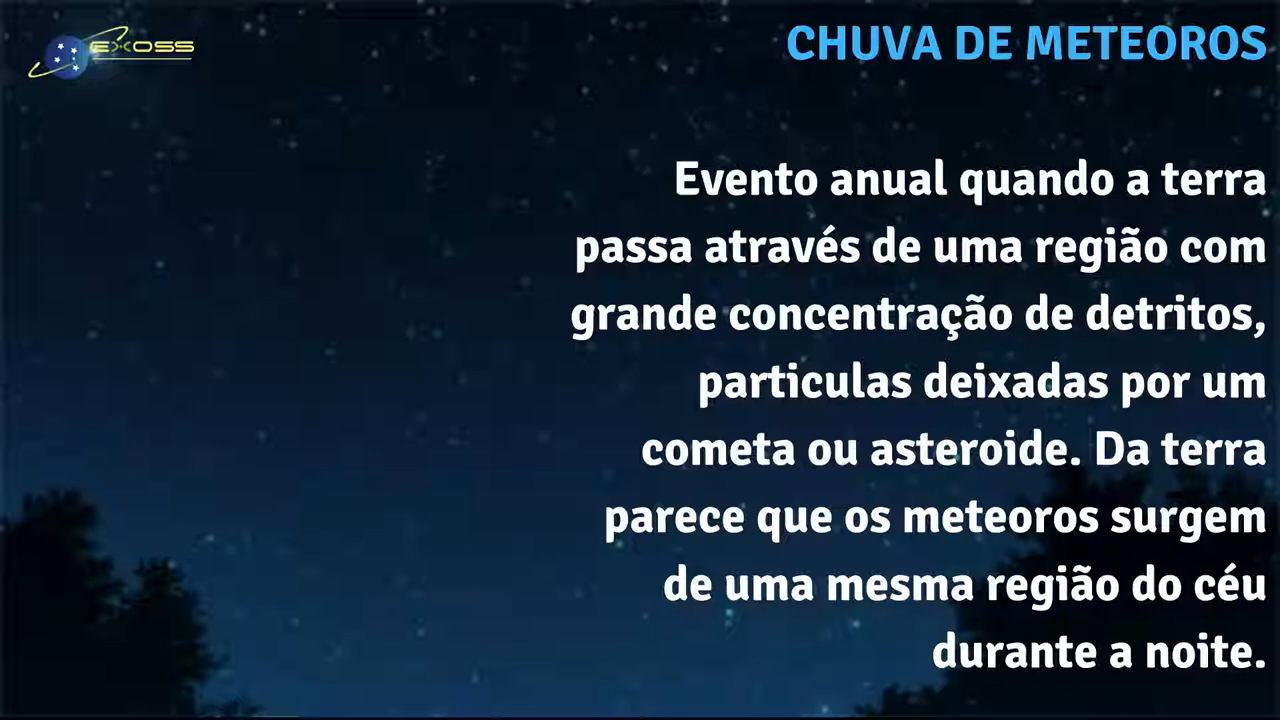 EXOSS
CHUVA DE METEOROS
Evento anual quando a terra
passa através de uma região com
grande concentração de detritos,
particulas deixadas por um
cometa ou asteroide. Da terra
parece que os meteoros surgem
de uma mesma região do céu
durante a noite.